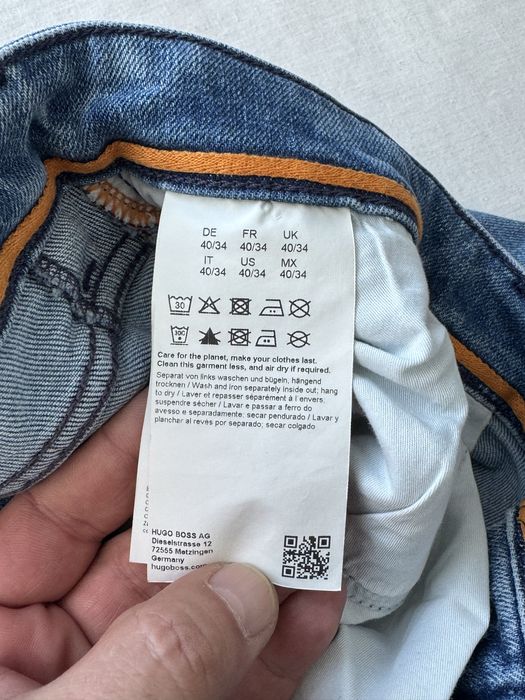 DE FR UK
40/34 40/34 40/34
IT US MX
40/34 40/34 40/34
30
Care for the planet, make your clothes last.
Clean this garment less, and air dry if required.
Separat von links waschen und bügeln, hängend
trocknen / Wash and iron separately inside out; hang
to dry / Laver et repasser séparément à l'envers,
suspendre sécher / Lavar e passar a ferro do
avesso e separadamente; secar pendurado / Lavar y
planchar al revés por separado; secar colgado
HUGO BOSS AG
Dieselstrasse 12
72555 Metzingen
Germany
hugoboss.com